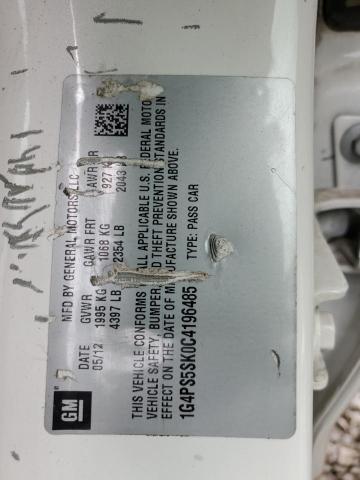 GM
MFD BY GENERAL MOTORS LLC
DATE GVWR GAWR FRT GAWR RR
05/12 1995 KG 1068 KG 927
4397 LB 2354 LB 2043
THIS VEHICLE CONFORMS ALL APPLICABLE U.S. FEDERAL MOTO
VEHICLE SAFETY, BUMPER, AND THEFT PREVENTION STANDARDS IN
EFFECT ON THE DATE OF MANUFACTURE SHOWN ABOVE.
1G4PS5SK0C4196485 TYPE: PASS CAR